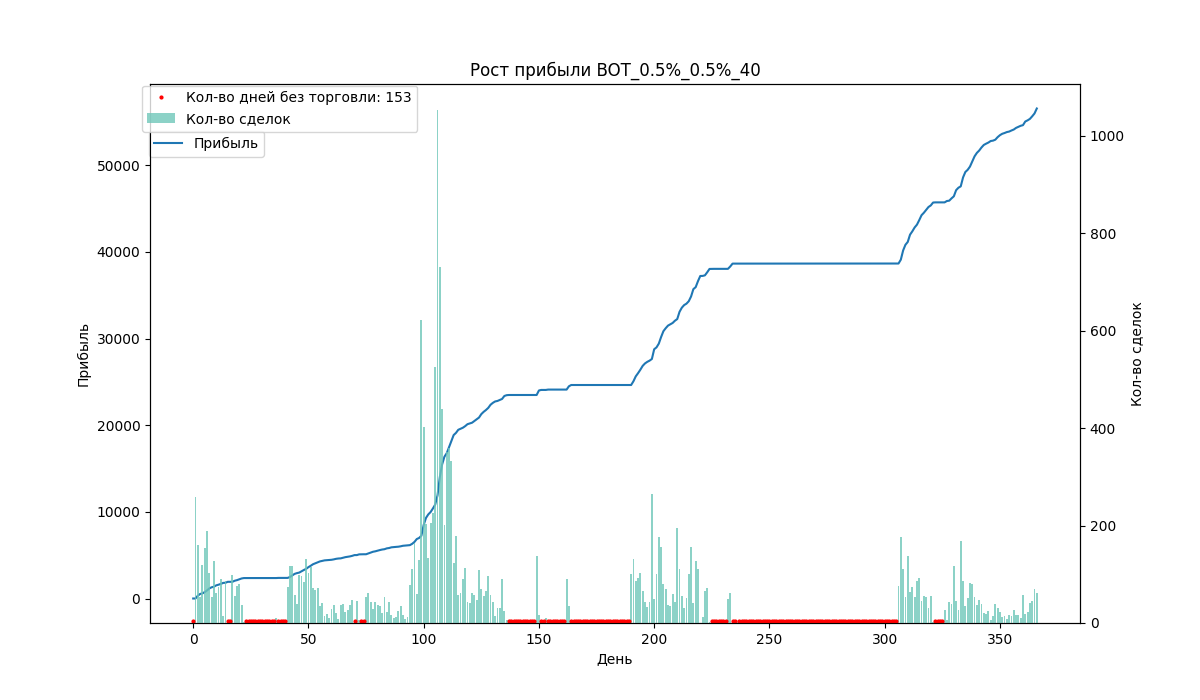 Рост прибыли BOT_0.5%_0.5%_40
Кол-во дней без торговли: 153
Кол-во сделок
Прибыль
50000
40000
30000
20000
10000
0
Прибыль
1000
800
600
400
200
0
Кол-во сделок
0 50 100 150 200 250 300 350
День